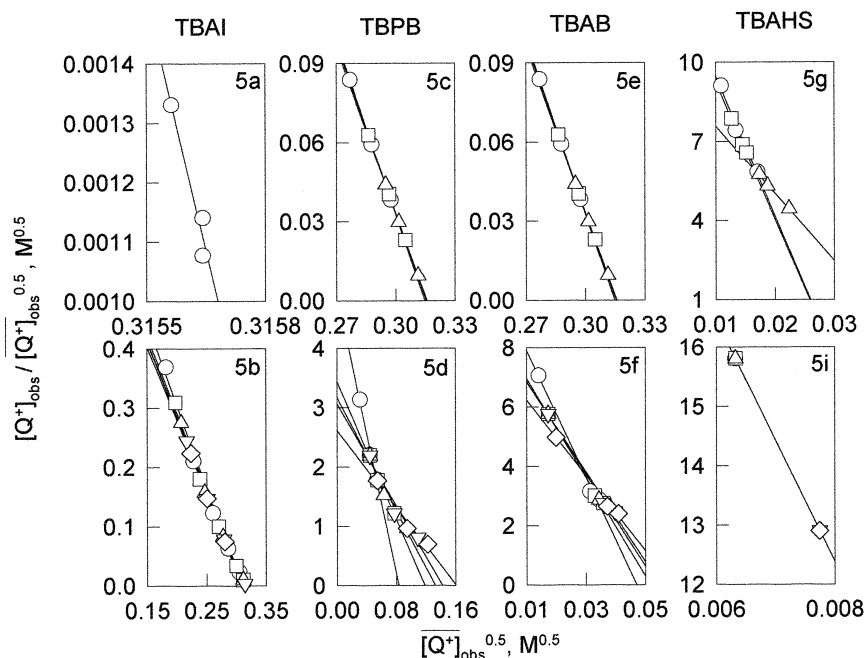 TBAI TBPB TBAB TBAHS
0.0014 0.09 0.09 10
5a 5c 5e 5g
0.0013 0.06 0.06 7
0.0012
0.03 0.03 4
0.0011
0.0010 0.00 0.00 1
0.3155 0.3158 0.27 0.30 0.33 0.27 0.30 0.33 0.01 0.02 0.03
0.4 4 8 16
5b 5d 5f 5i
0.3 3 6 15
0.2 2 4 14
0.1 1 2 13
0.0 0 0 12
0.15 0.25 0.35 0.00 0.08 0.16 0.01 0.03 0.05 0.006 0.008
[Q⁺]obs / [Q⁺]obs^0.5, M^0.5
[Q⁺]obs^0.5, M^0.5